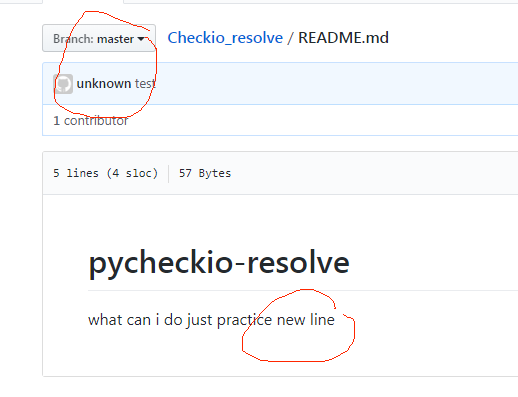 Branch: master Checkio_resolve / README.md
unknown test
1 contributor
5 lines (4 sloc) 57 Bytes
pycheckio-resolve
what can i do just practice new line